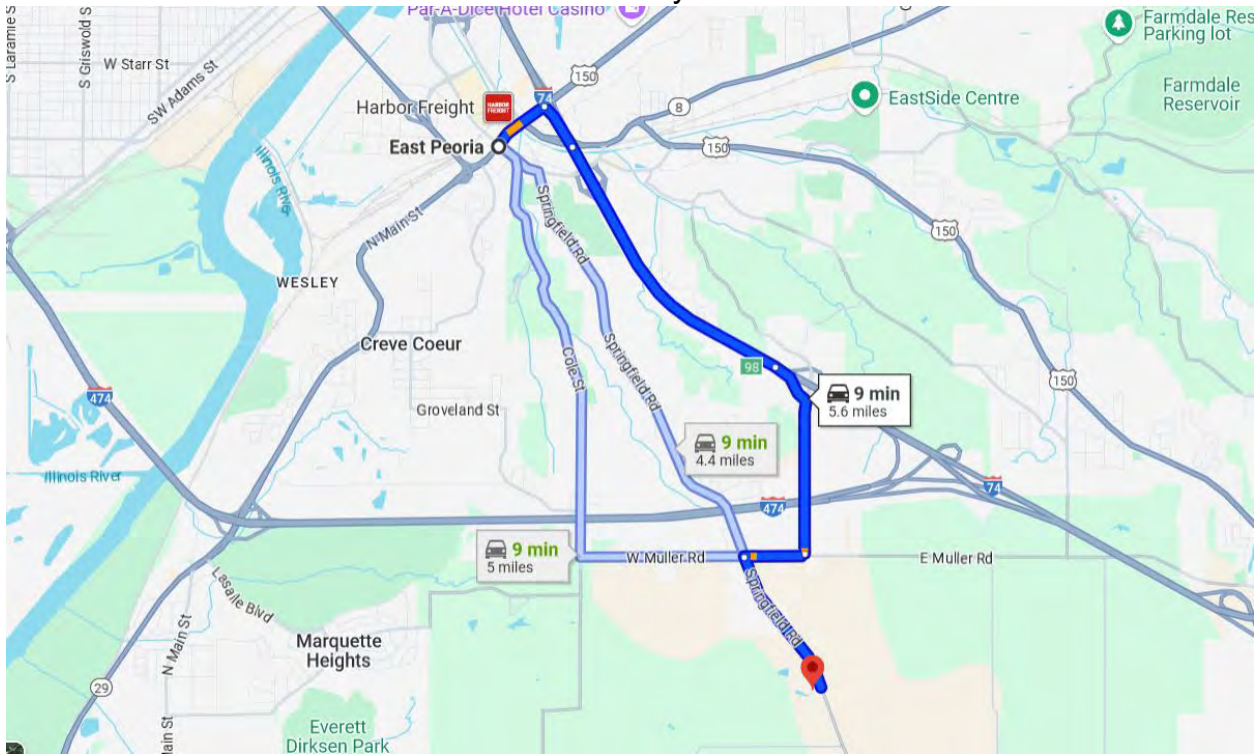 Par-A-Dice Hotel Casino
Farmdale Res
Parking lot
S Laramie S
S Griswold S
W Starr St
SW Adams St
150
74
8
Harbor Freight
HARBOR
FREIGHT
EastSide Centre
Farmdale
Reservoir
East Peoria
150
Illinois River
Springfield Rd
N Main St
150
WESLEY
Creve Coeur
Cole St
Springfield Rd
98
9 min
5.6 miles
150
474
Groveland St
9 min
4.4 miles
Illinois River
74
474
9 min
5 miles
W Muller Rd
E Muller Rd
Lasalle Blvd
Springfield Rd
N Main St
Marquette
Heights
29
Main St
Everett
Dirksen Park